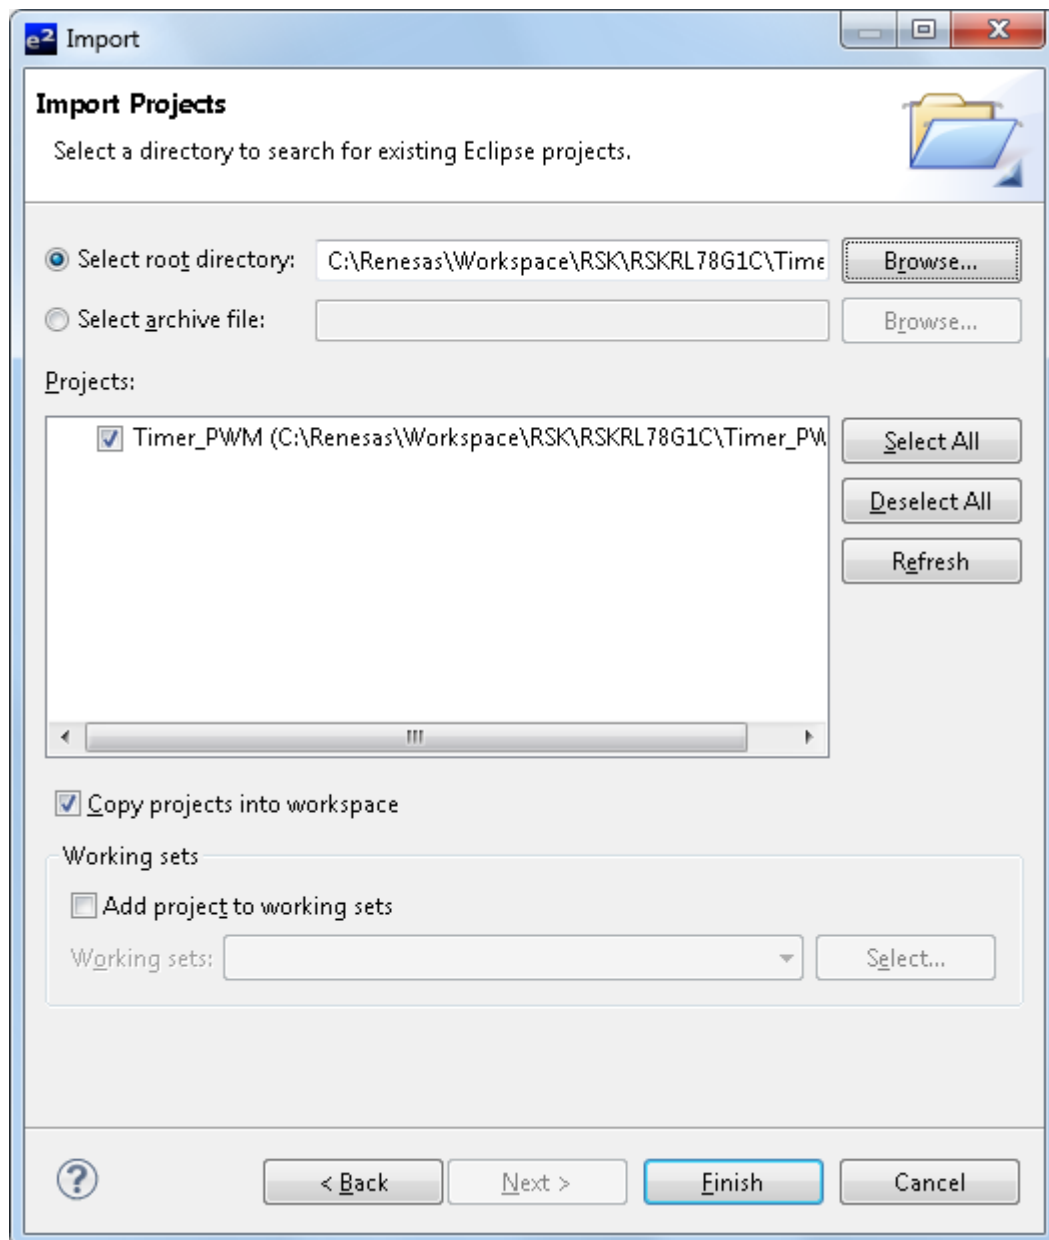 e² Import
Import Projects
Select a directory to search for existing Eclipse projects.
Select root directory: C:\Renesas\Workspace\RSK\RSKRL78G1C\Time Browse...
Select archive file: Browse...
Projects:
Timer_PWM (C:\Renesas\Workspace\RSK\RSKRL78G1C\Timer_PW Select All
Deselect All
Refresh
Copy projects into workspace
Working sets
Add project to working sets
Working sets: Select...
? < Back Next > Finish Cancel